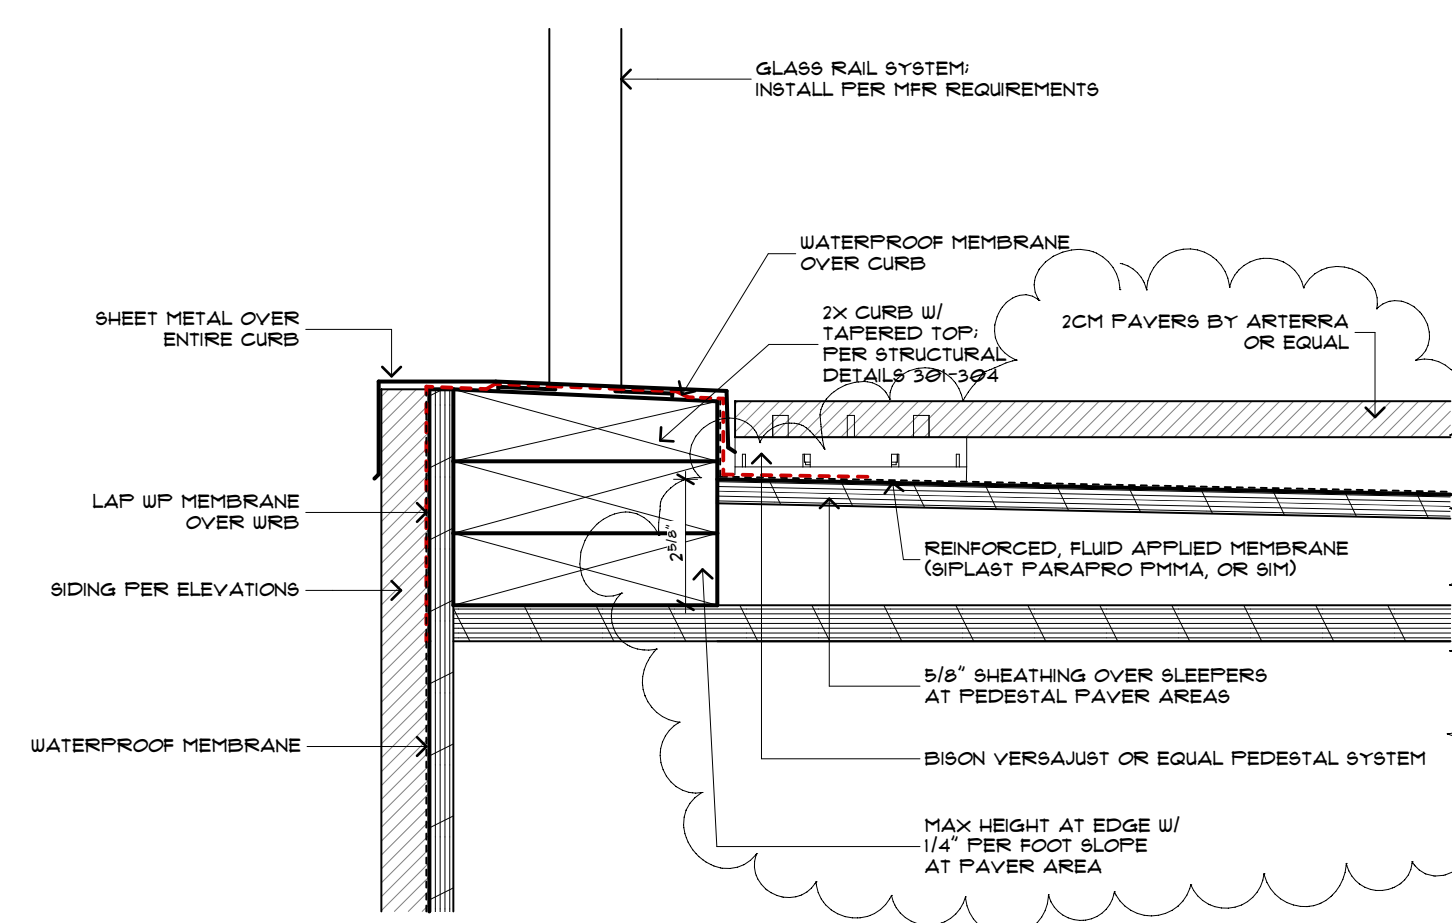 GLASS RAIL SYSTEM;
INSTALL PER MFR REQUIREMENTS
WATERPROOF MEMBRANE
OVER CURB
2X CURB W/
TAPERED TOP;
PER STRUCTURAL
DETAILS 301-304
2CM PAVERS BY ARTERRA
OR EQUAL
SHEET METAL OVER
ENTIRE CURB
LAP WP MEMBRANE
OVER WRB
SIDING PER ELEVATIONS
WATERPROOF MEMBRANE
2 5/8"
REINFORCED, FLUID APPLIED MEMBRANE
(SIPLAST PARAPRO PMMA, OR SIM)
5/8" SHEATHING OVER SLEEPERS
AT PEDESTAL PAVER AREAS
BISON VERSAJUST OR EQUAL PEDESTAL SYSTEM
MAX HEIGHT AT EDGE W/
1/4" PER FOOT SLOPE
AT PAVER AREA